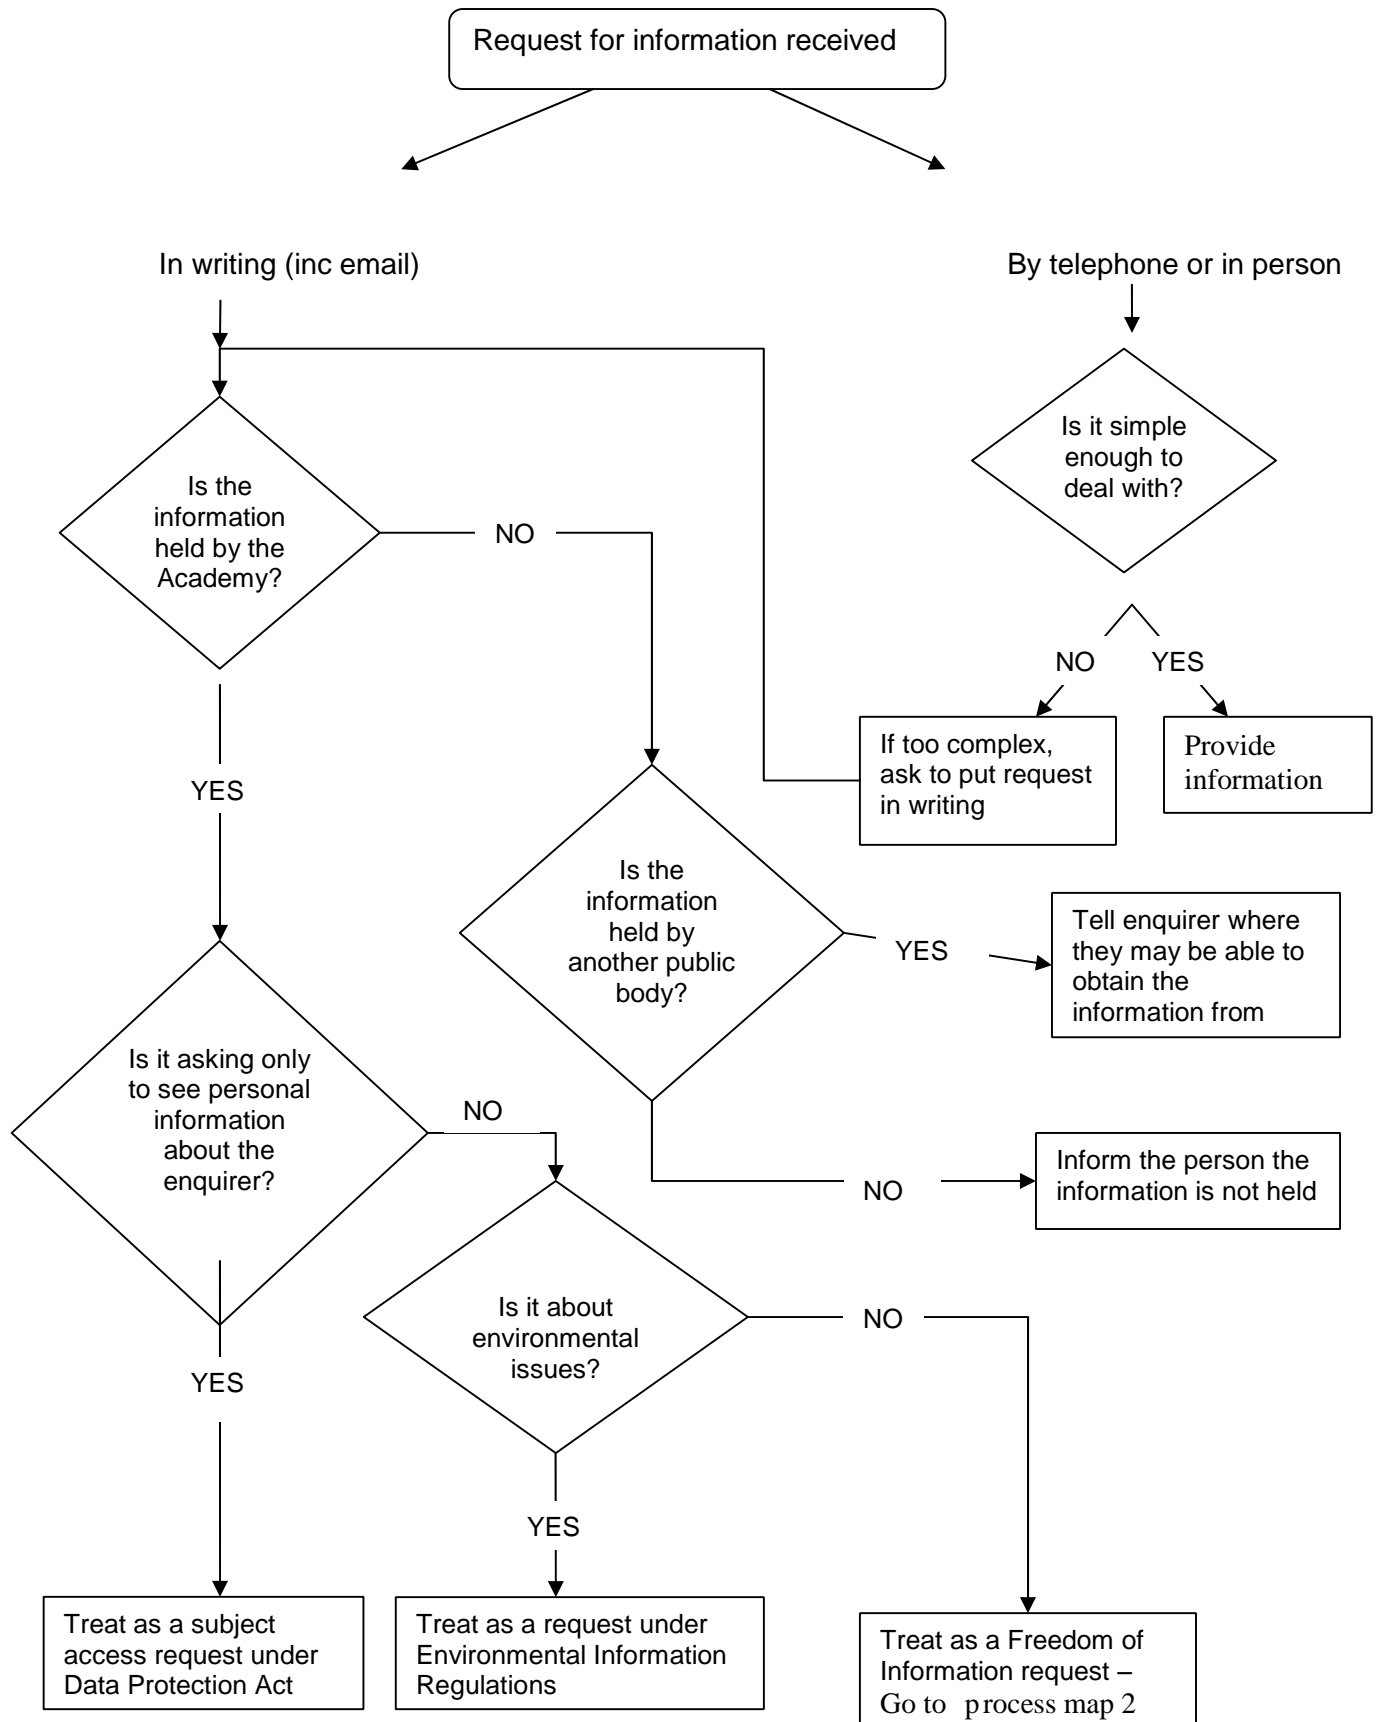 Request for information received
In writing (inc email)
By telephone or in person
Is it simple
enough to
deal with?
Is the
information
held by the
Academy?
NO
NO
YES
If too complex,
ask to put request
in writing
Provide
information
YES
Is the
information
held by
another public
body?
YES
Tell enquirer where
they may be able to
obtain the
information from
Is it asking only
to see personal
information
about the
enquirer?
NO
NO
Inform the person the
information is not held
Is it about
environmental
issues?
NO
YES
YES
Treat as a subject
access request under
Data Protection Act
Treat as a request under
Environmental Information
Regulations
Treat as a Freedom of
Information request –
Go to process map 2